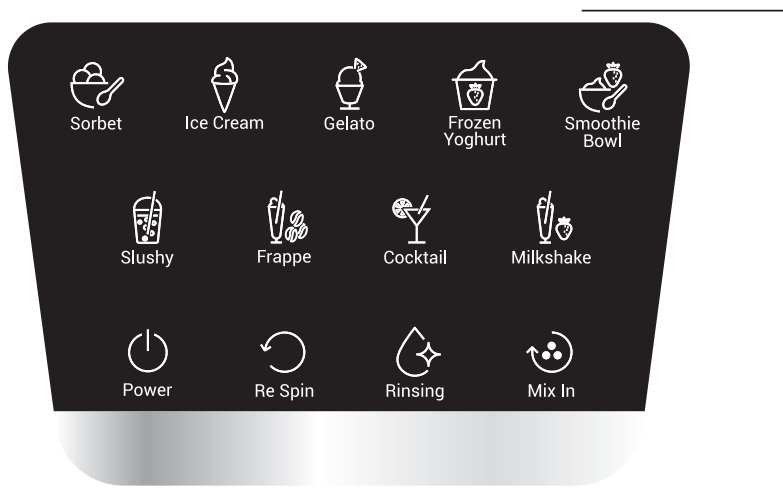 Sorbet
Ice Cream
Gelato
Frozen
Yoghurt
Smoothie
Bowl
Slushy
Frappe
Cocktail
Milkshake
Power
Re Spin
Rinsing
Mix In